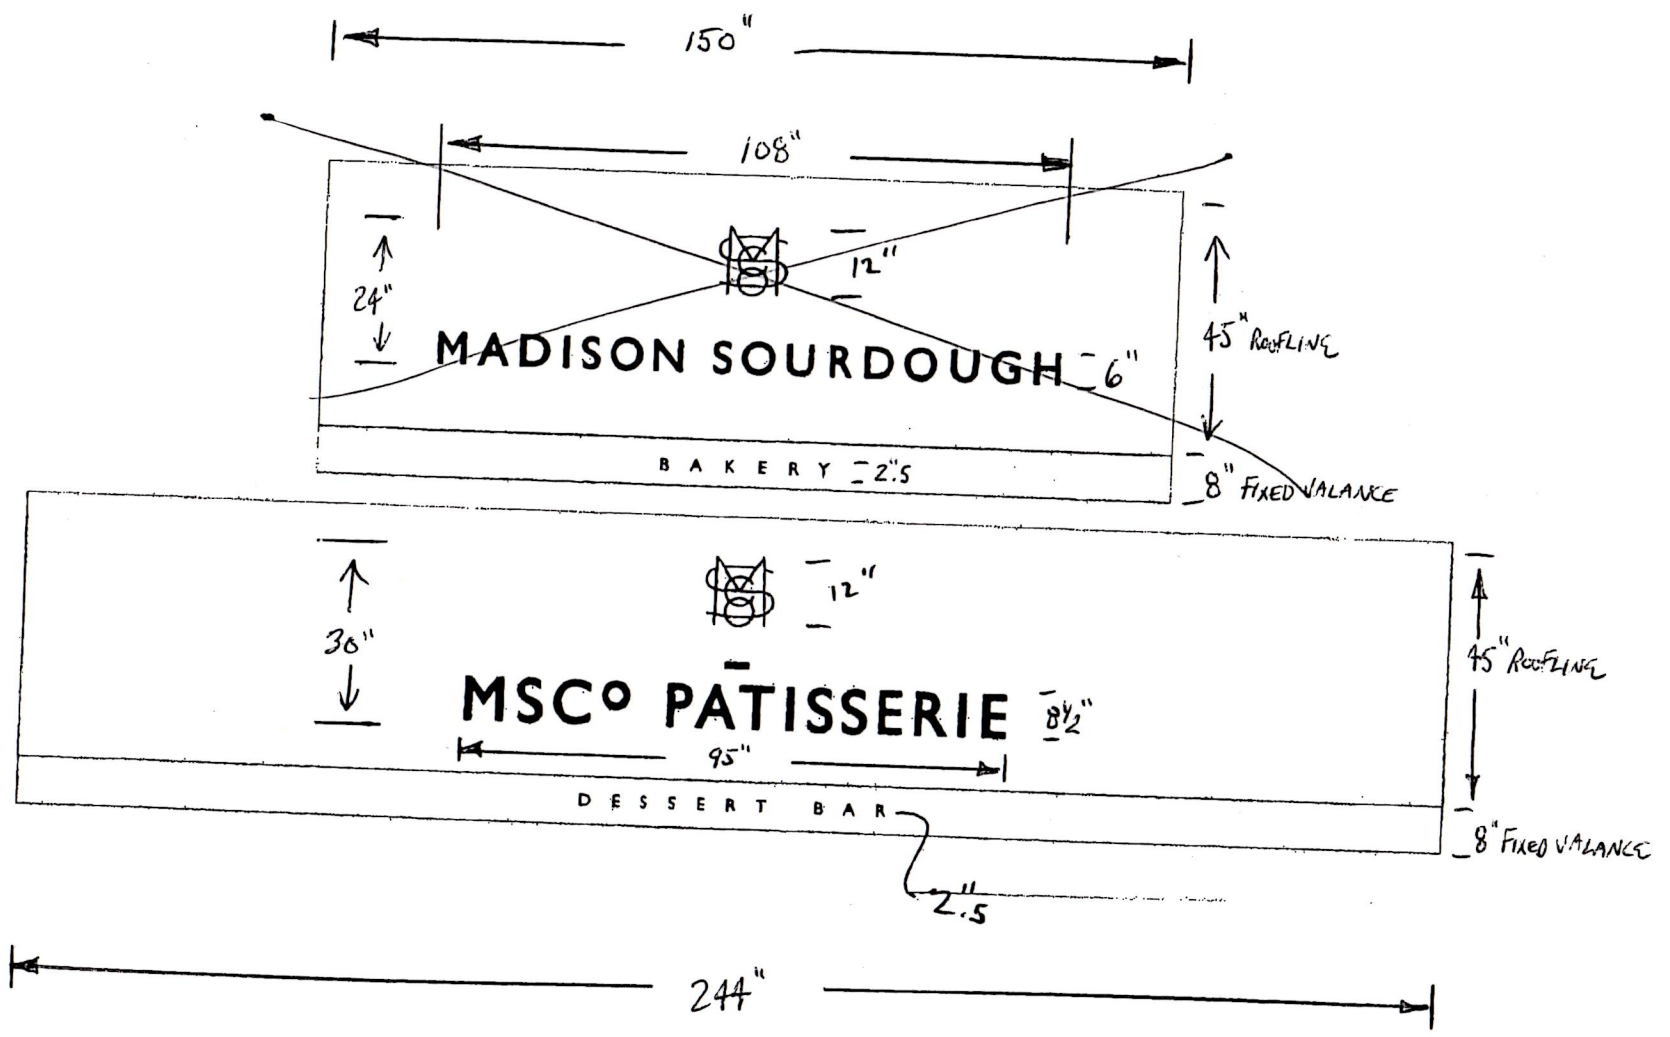 150"
108"
24"
12"
MADISON SOURDOUGH 6"
45" ROOFLINE
BAKERY 2".5
8" FIXED VALANCE
12"
30"
45" ROOFLINE
MSCo PATISSERIE 8½"
95"
DESSERT BAR
8" FIXED VALANCE
2".5
244"